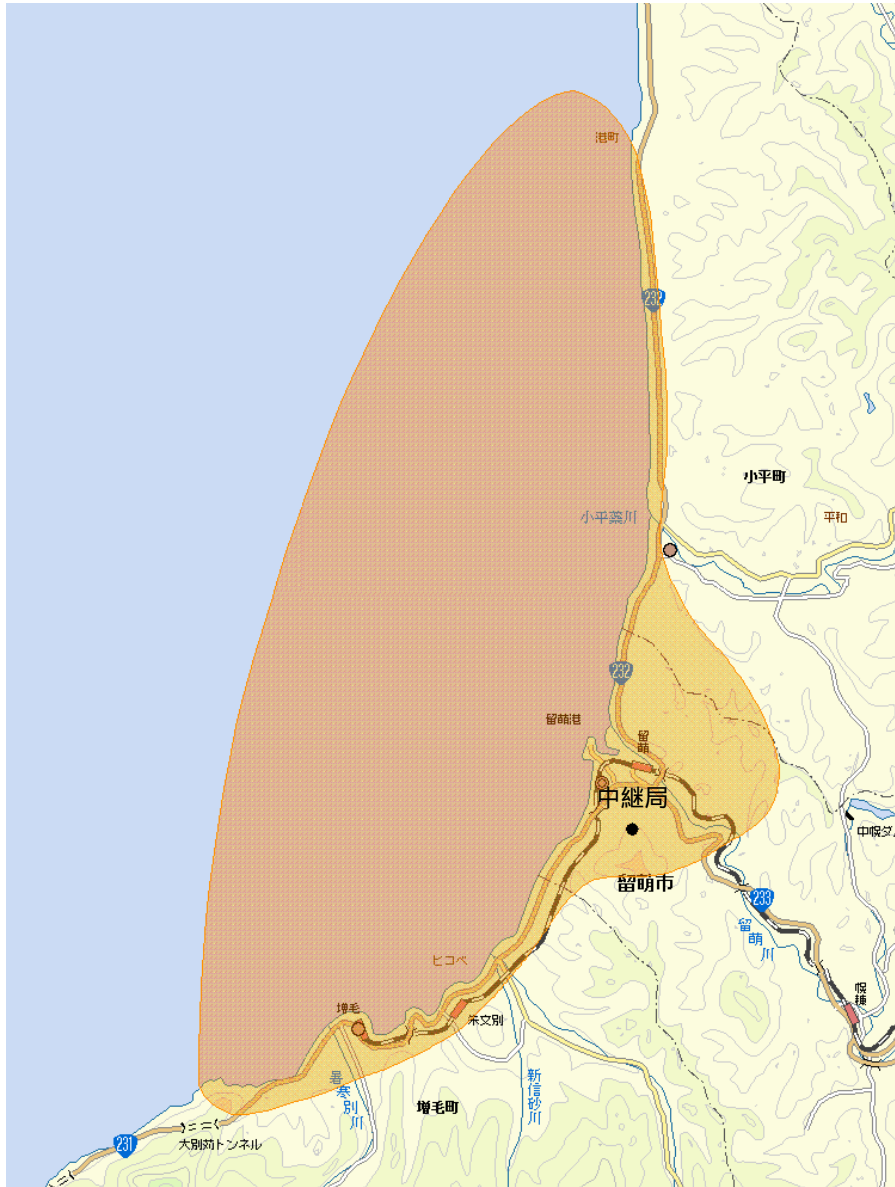 港町
232
小平町
小平蘂川
平和
232
留萌港
留萌
中継局
中幌ダム
留萌市
233
留萌川
ヒコベ
幌糠
増毛
朱文別
暑寒別川
新信砂川
増毛町
231
大別苅トンネル